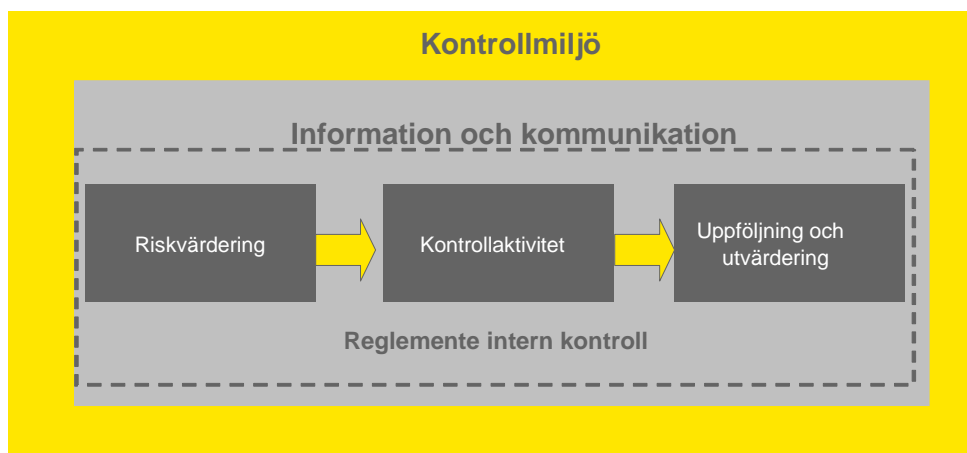 Kontrollmiljö
Information och kommunikation
Riskvärdering
Kontrollaktivitet
Uppföljning och
utvärdering
Reglemente intern kontroll